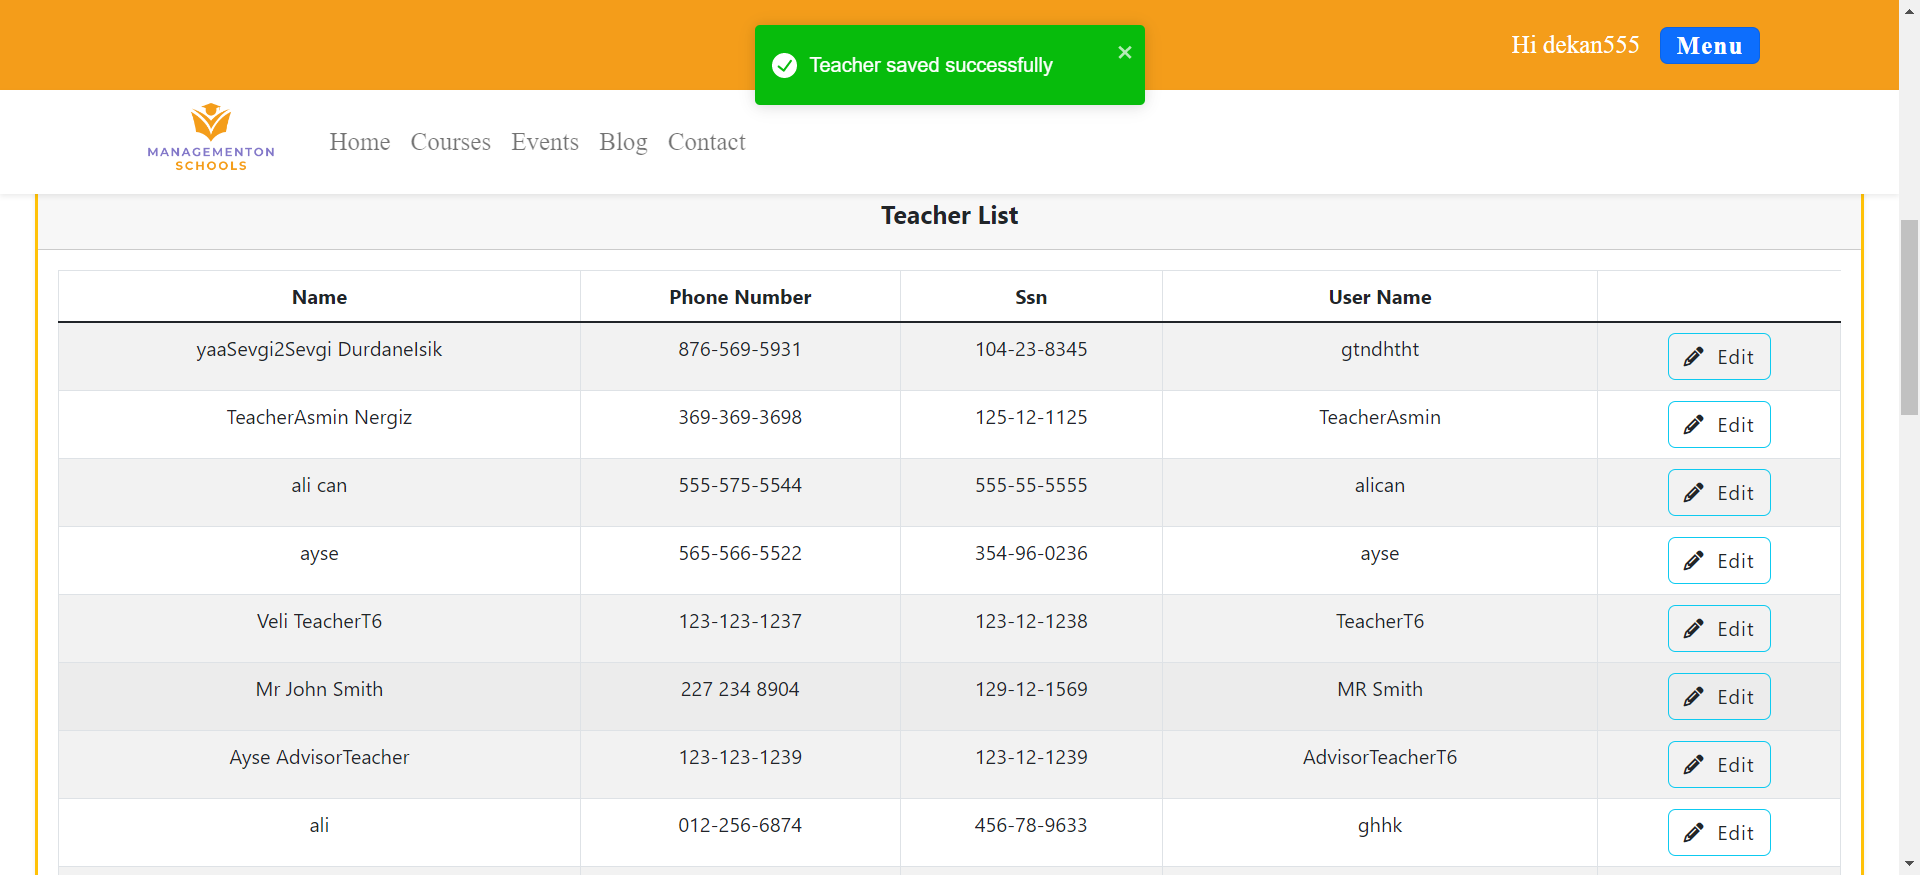 Teacher saved successfully
Hi dekan555 Menu
MANAGEMENTON
SCHOOLS
Home Courses Events Blog Contact
Teacher List
Name Phone Number Ssn User Name
yaaSevgi2Sevgi DurdaneIsik 876-569-5931 104-23-8345 gtndhtht Edit
TeacherAsmin Nergiz 369-369-3698 125-12-1125 TeacherAsmin Edit
ali can 555-575-5544 555-55-5555 alican Edit
ayse 565-566-5522 354-96-0236 ayse Edit
Veli TeacherT6 123-123-1237 123-12-1238 TeacherT6 Edit
Mr John Smith 227 234 8904 129-12-1569 MR Smith Edit
Ayse AdvisorTeacher 123-123-1239 123-12-1239 AdvisorTeacherT6 Edit
ali 012-256-6874 456-78-9633 ghhk Edit